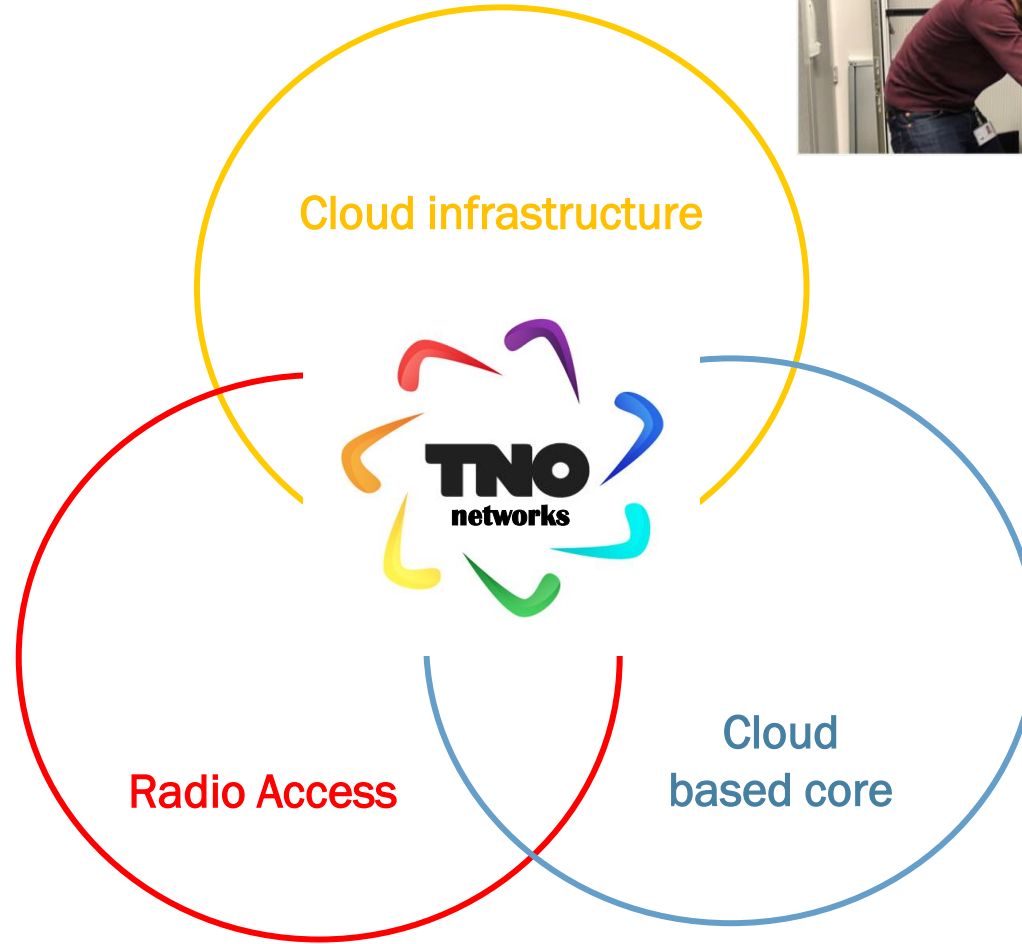 Cloud infrastructure
TNO
networks
Cloud
based core
Radio Access